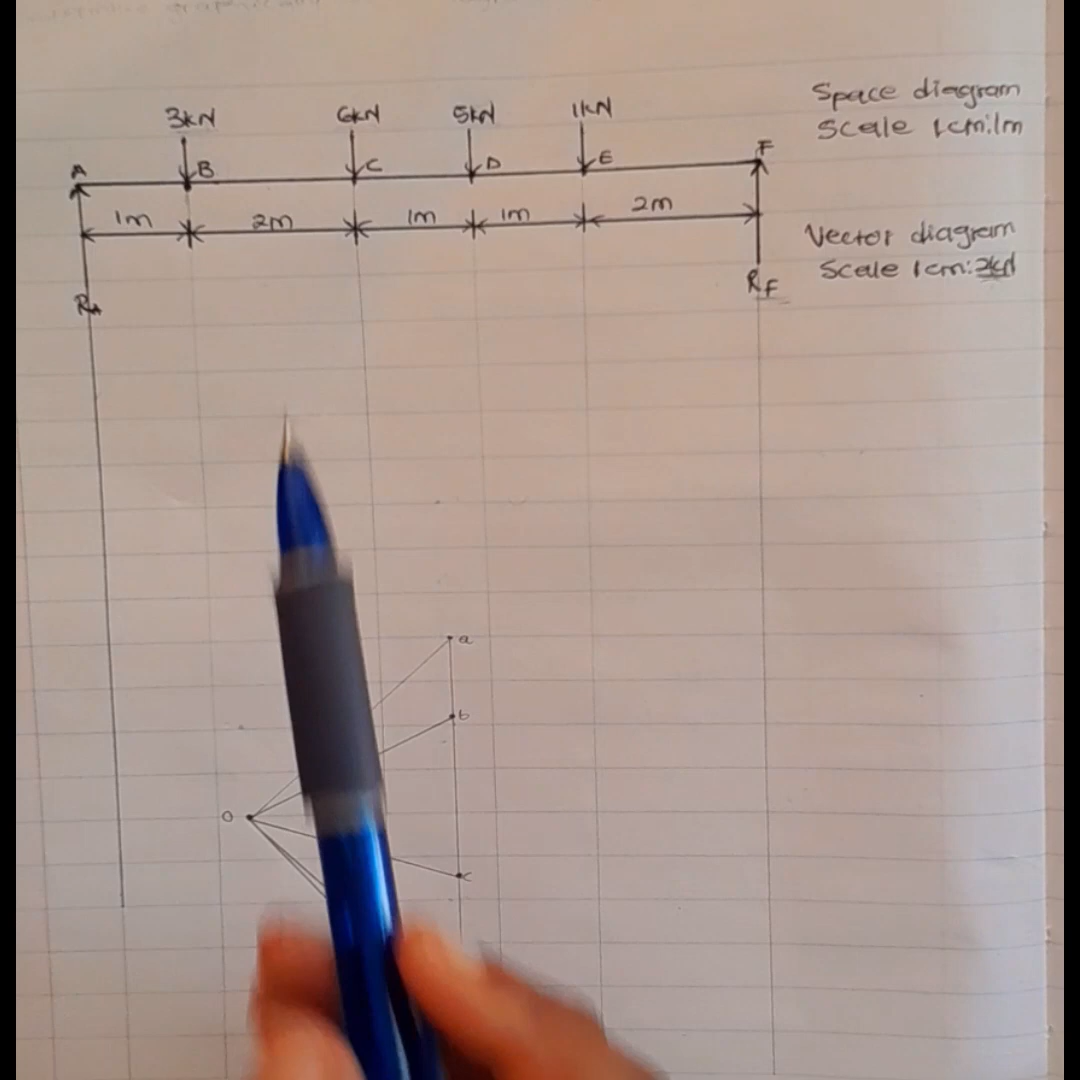 graphically
3kN 6kN 5kN 1kN
Space diagram
Scale 1cm:1m
A B C D E F
1m 2m 1m 1m 2m
Vector diagram
Scale 1cm:2kN
RA RF
a
b
O
c